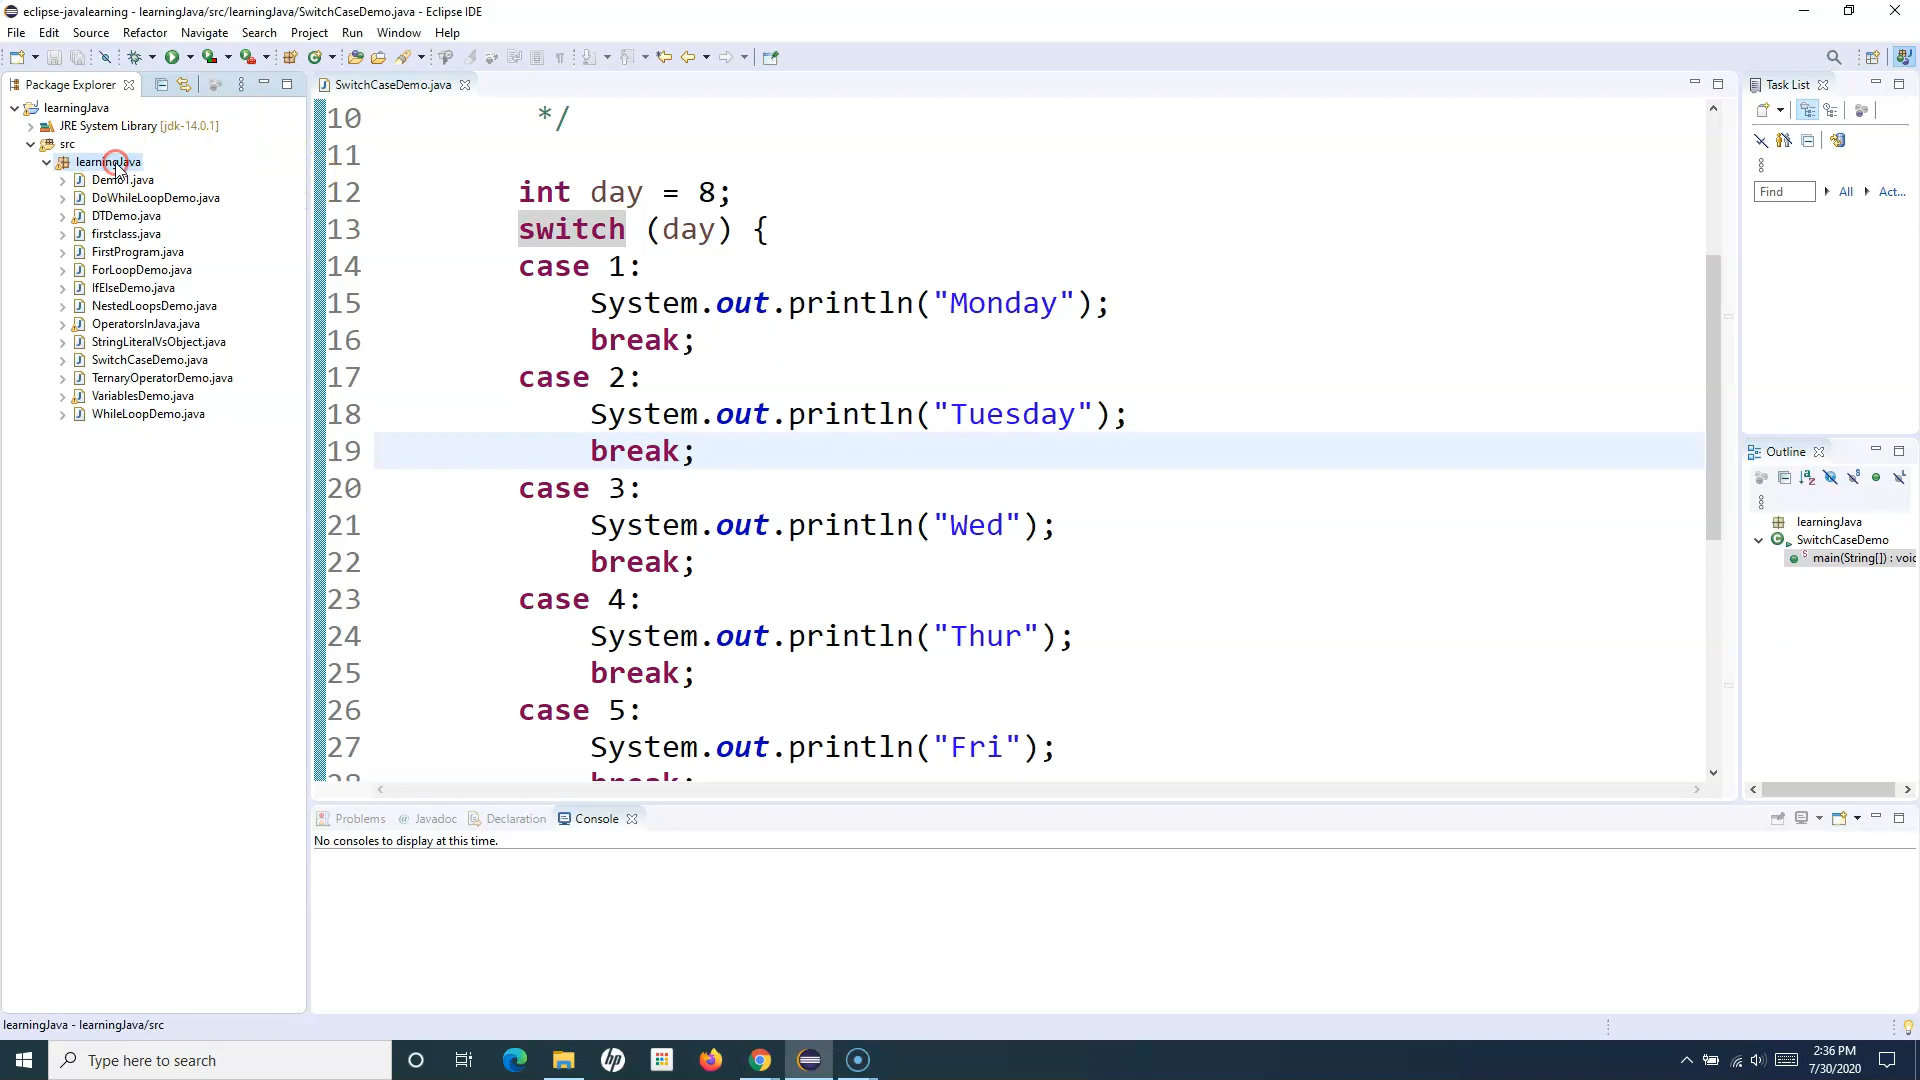 eclipse-javalearning - learningJava/src/learningJava/SwitchCaseDemo.java - Eclipse IDE
File Edit Source Refactor Navigate Search Project Run Window Help
Package Explorer
learningJava
JRE System Library [jdk-14.0.1]
src
learningJava
Demo1.java
DoWhileLoopDemo.java
DTDemo.java
firstclass.java
FirstProgram.java
ForLoopDemo.java
IfElseDemo.java
NestedLoopsDemo.java
OperatorsInJava.java
StringLiteralVsObject.java
SwitchCaseDemo.java
TernaryOperatorDemo.java
VariablesDemo.java
WhileLoopDemo.java
SwitchCaseDemo.java
10 */
11
12 int day = 8;
13 switch (day) {
14 case 1:
15 System.out.println("Monday");
16 break;
17 case 2:
18 System.out.println("Tuesday");
19 break;
20 case 3:
21 System.out.println("Wed");
22 break;
23 case 4:
24 System.out.println("Thur");
25 break;
26 case 5:
27 System.out.println("Fri");
28 break;
Task List
Find All Act...
Outline
learningJava
SwitchCaseDemo
main(String[]) : voic
Problems Javadoc Declaration Console
No consoles to display at this time.
learningJava - learningJava/src
Type here to search
hp
2:36 PM
7/30/2020